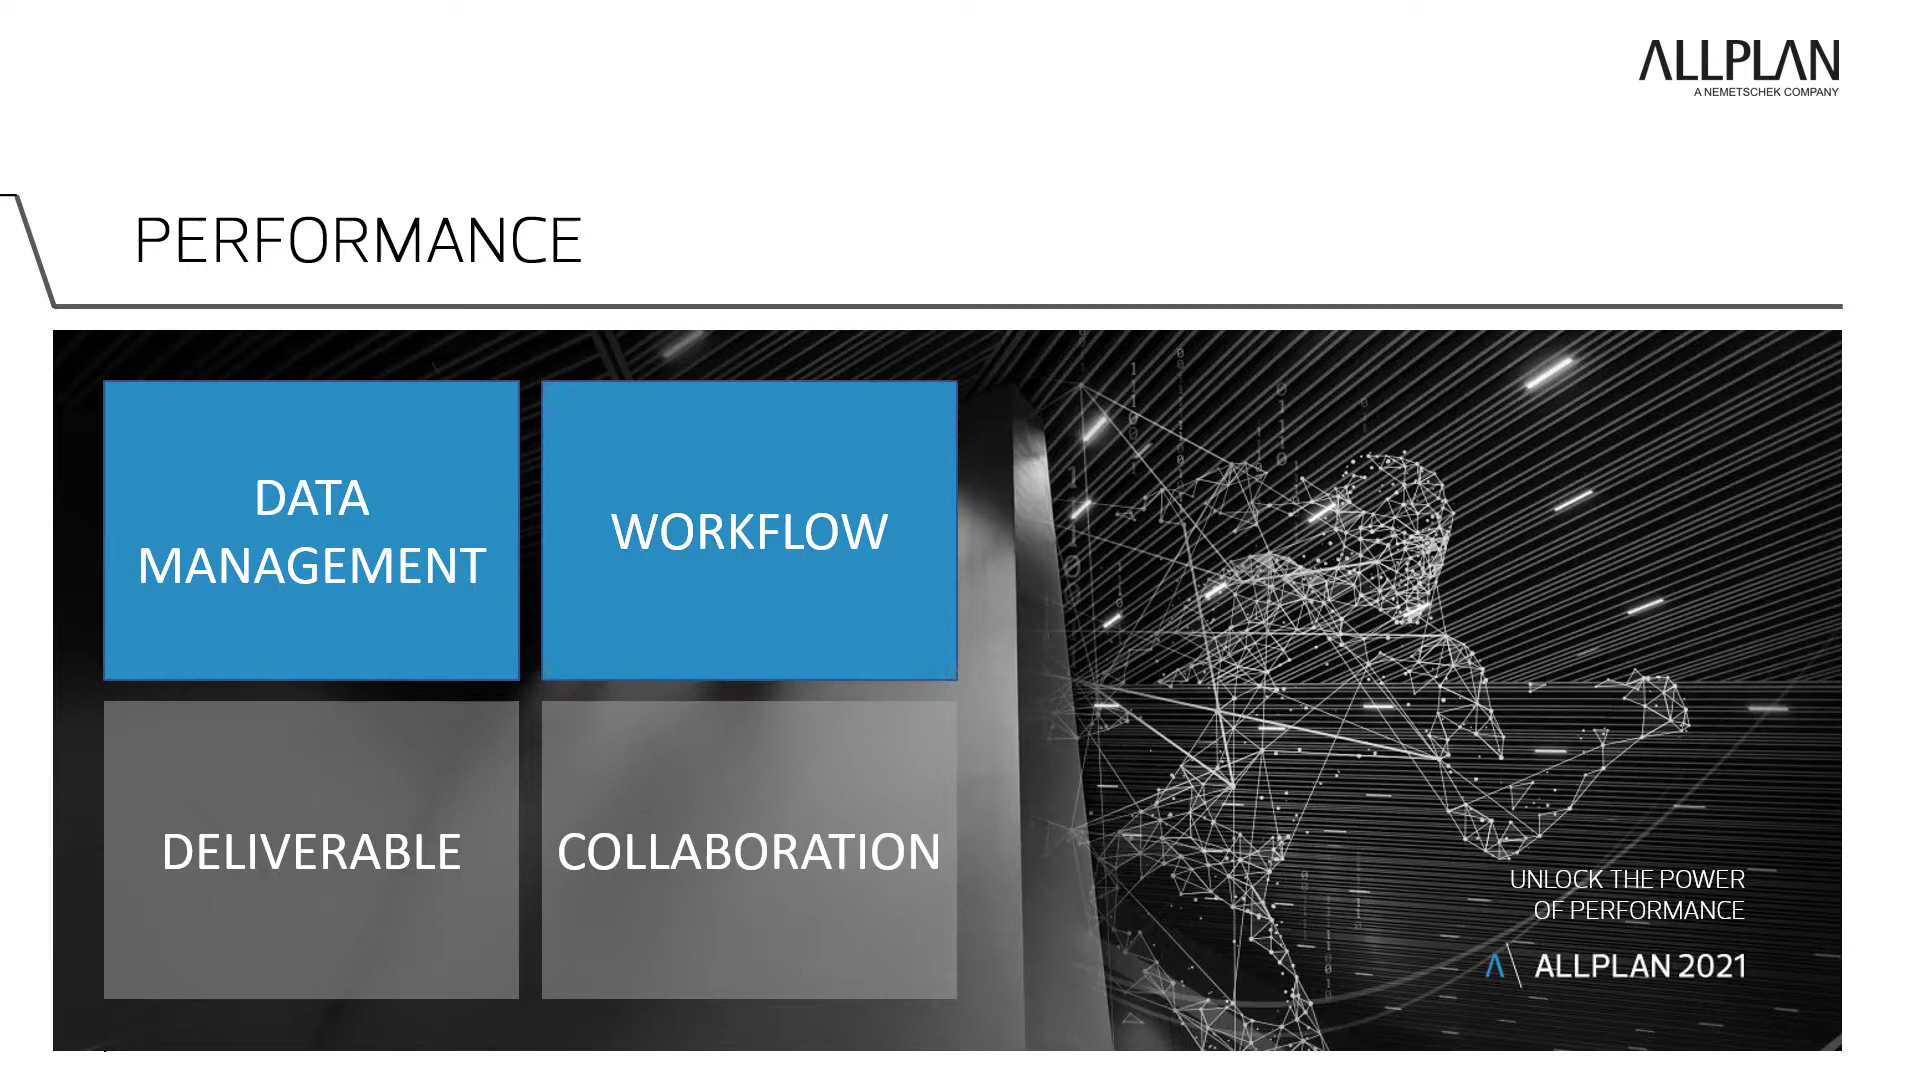 ALLPLAN
A NEMETSCHEK COMPANY
PERFORMANCE
DATA
MANAGEMENT
WORKFLOW
DELIVERABLE
COLLABORATION
UNLOCK THE POWER
OF PERFORMANCE
ALLPLAN 2021